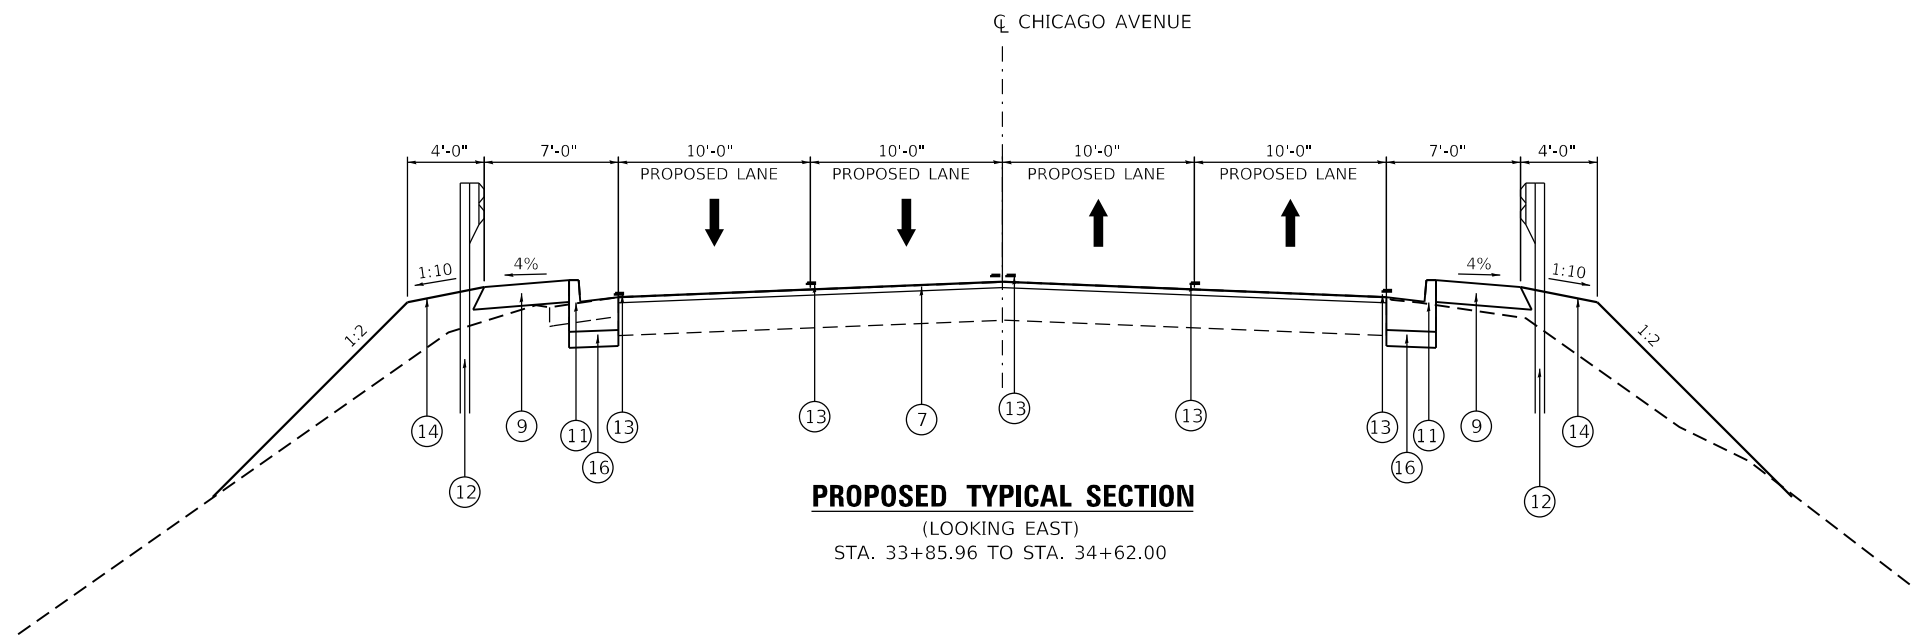 ℄ CHICAGO AVENUE
4'-0" 7'-0" 10'-0" 10'-0" 10'-0" 10'-0" 7'-0" 4'-0"
PROPOSED LANE PROPOSED LANE PROPOSED LANE PROPOSED LANE
1:10 4% 4% 1:10
1:2 1:2
14 9 11 13 13 7 13 13 13 11 9 14
16 16
12 12
PROPOSED TYPICAL SECTION
(LOOKING EAST)
STA. 33+85.96 TO STA. 34+62.00